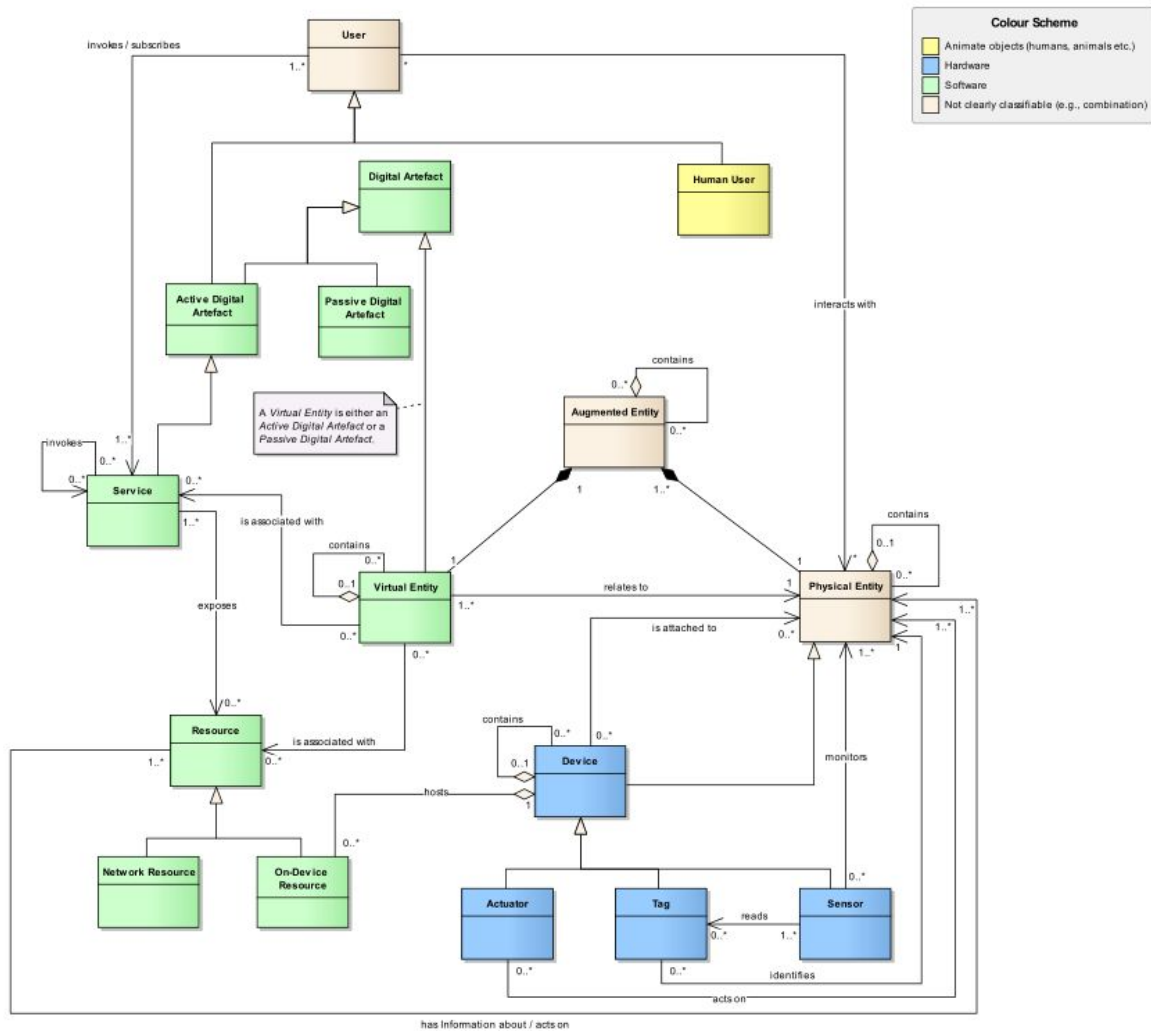 Colour Scheme
Animate objects (humans, animals etc.)
Hardware
Software
Not clearly classifiable (e.g., combination)
User
invokes / subscribes
1..*
*
Digital Artefact
Human User
Active Digital
Artefact
Passive Digital
Artefact
interacts with
contains
0..*
Augmented Entity
0..*
A Virtual Entity is either an
Active Digital Artefact or a
Passive Digital Artefact.
invokes
1..*
0..*
0..*
0..*
Service
1..*
1
1..*
is associated with
contains
0..*
0..1
Virtual Entity
0..*
1..*
1
1
1
relates to
contains
0..1
*
0..*
Physical Entity
is attached to
0..*
1..*
1..*
1..*
1
exposes
0..*
0..*
Resource
1..*
0..*
is associated with
contains
0..*
0..*
0..1
Device
1
hosts
0..*
monitors
Network Resource
On-Device
Resource
Actuator
Tag
Sensor
0..*
reads
0..*
1..*
0..*
0..*
identifies
acts on
has Information about / acts on